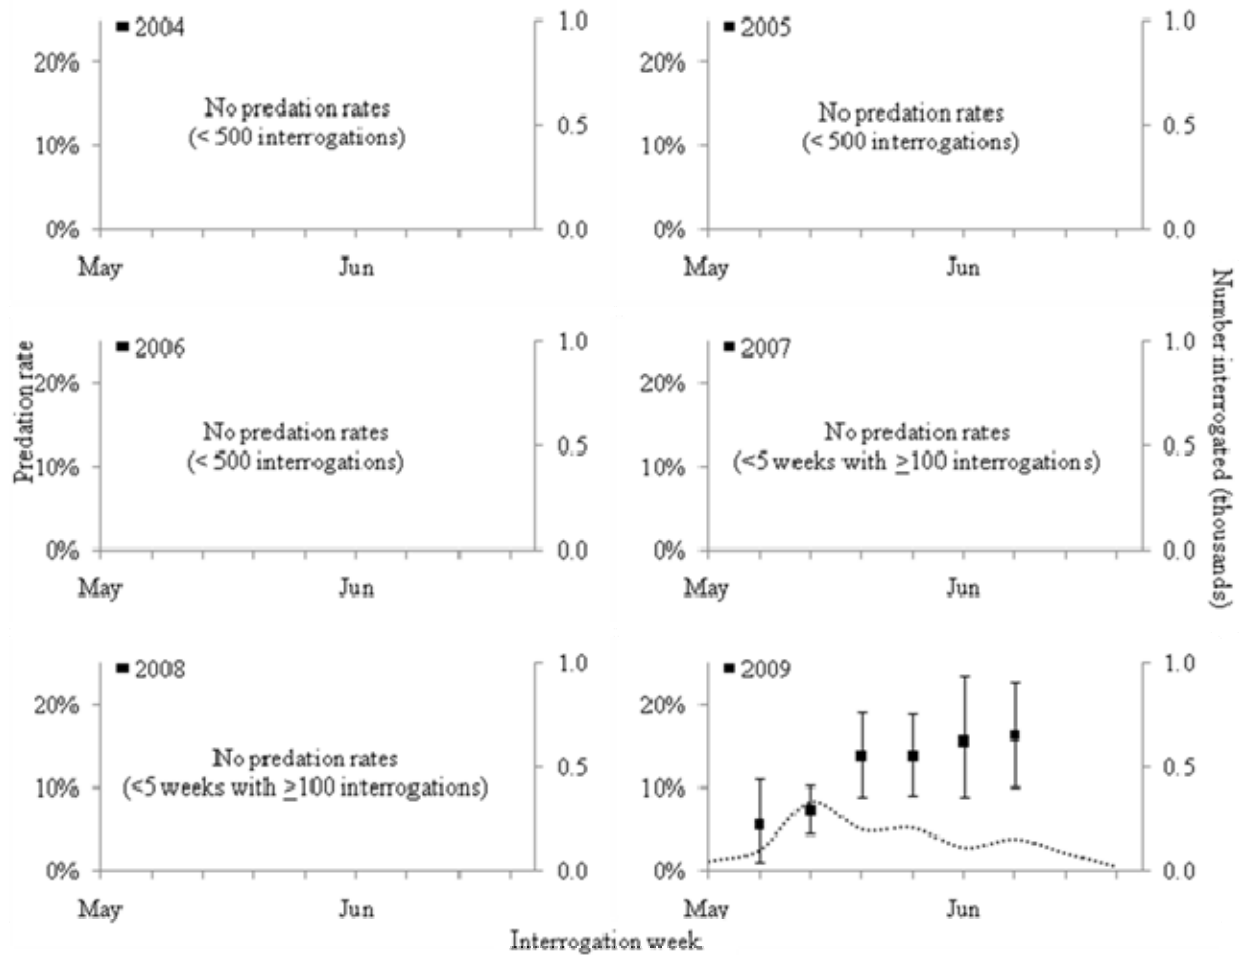 2004
20%
10%
0%
No predation rates
(< 500 interrogations)
1.0
0.5
0.0
May
Jun
2005
20%
10%
0%
No predation rates
(< 500 interrogations)
1.0
0.5
0.0
May
Jun
Predation rate
2006
20%
10%
0%
No predation rates
(< 500 interrogations)
1.0
0.5
0.0
May
Jun
2007
20%
10%
0%
No predation rates
(<5 weeks with ≥100 interrogations)
1.0
0.5
0.0
May
Jun
Number interrogated (thousands)
2008
20%
10%
0%
No predation rates
(<5 weeks with ≥100 interrogations)
1.0
0.5
0.0
May
Jun
2009
20%
10%
0%
1.0
0.5
0.0
May
Jun
Interrogation week